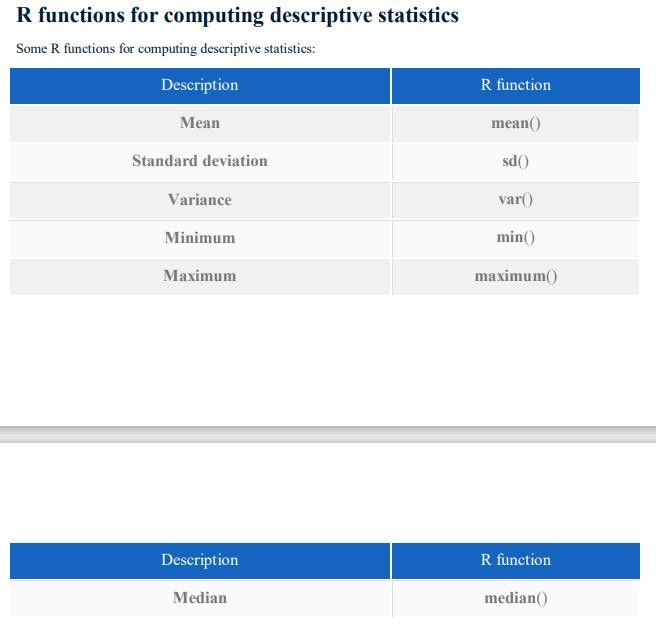 R functions for computing descriptive statistics
Some R functions for computing descriptive statistics:
Description R function
Mean mean()
Standard deviation sd()
Variance var()
Minimum min()
Maximum maximum()
Description R function
Median median()